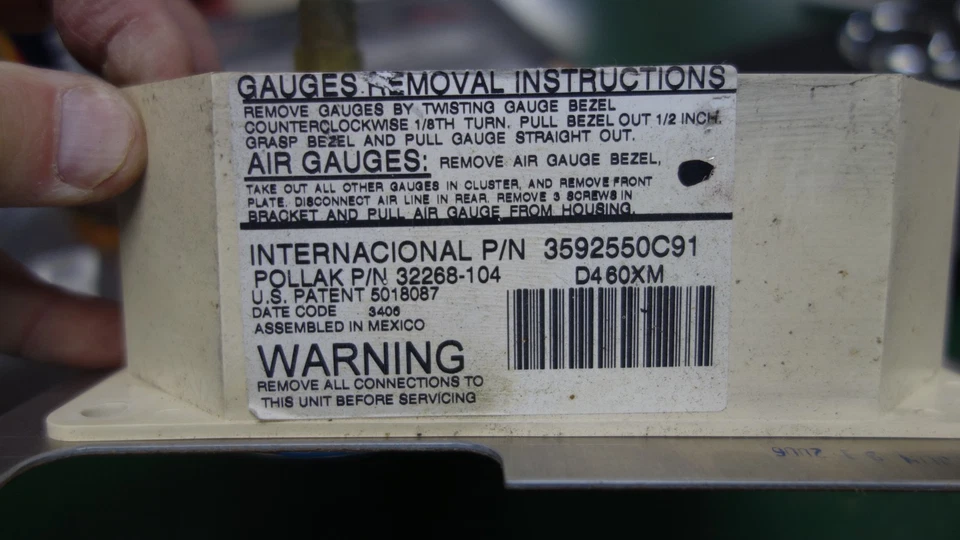 GAUGES REMOVAL INSTRUCTIONS
REMOVE GAUGES BY TWISTING GAUGE BEZEL
COUNTERCLOCKWISE 1/8TH TURN. PULL BEZEL OUT 1/2 INCH.
GRASP BEZEL AND PULL GAUGE STRAIGHT OUT.
AIR GAUGES: REMOVE AIR GAUGE BEZEL,
TAKE OUT ALL OTHER GAUGES IN CLUSTER, AND REMOVE FRONT
PLATE. DISCONNECT AIR LINE IN REAR. REMOVE 3 SCREWS IN
BRACKET AND PULL AIR GAUGE FROM HOUSING.
INTERNACIONAL P/N 3592550C91
POLLAK P/N 32268-104 D460XM
U.S. PATENT 5018087
DATE CODE 3406
ASSEMBLED IN MEXICO
WARNING
REMOVE ALL CONNECTIONS TO
THIS UNIT BEFORE SERVICING